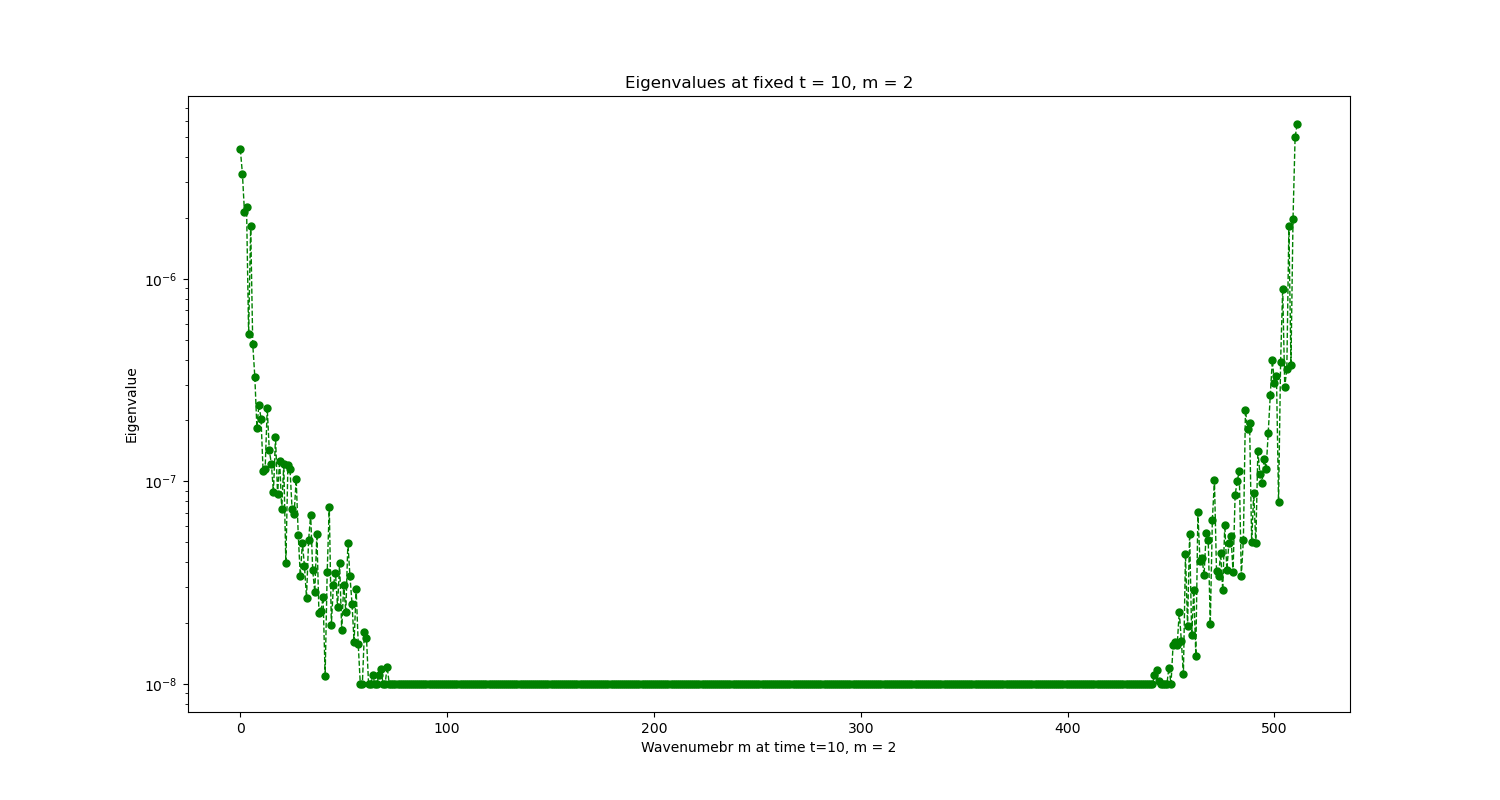 Eigenvalues at fixed t = 10, m = 2
Eigenvalue
10⁻⁶
10⁻⁷
10⁻⁸
0 100 200 300 400 500
Wavenumebr m at time t=10, m = 2